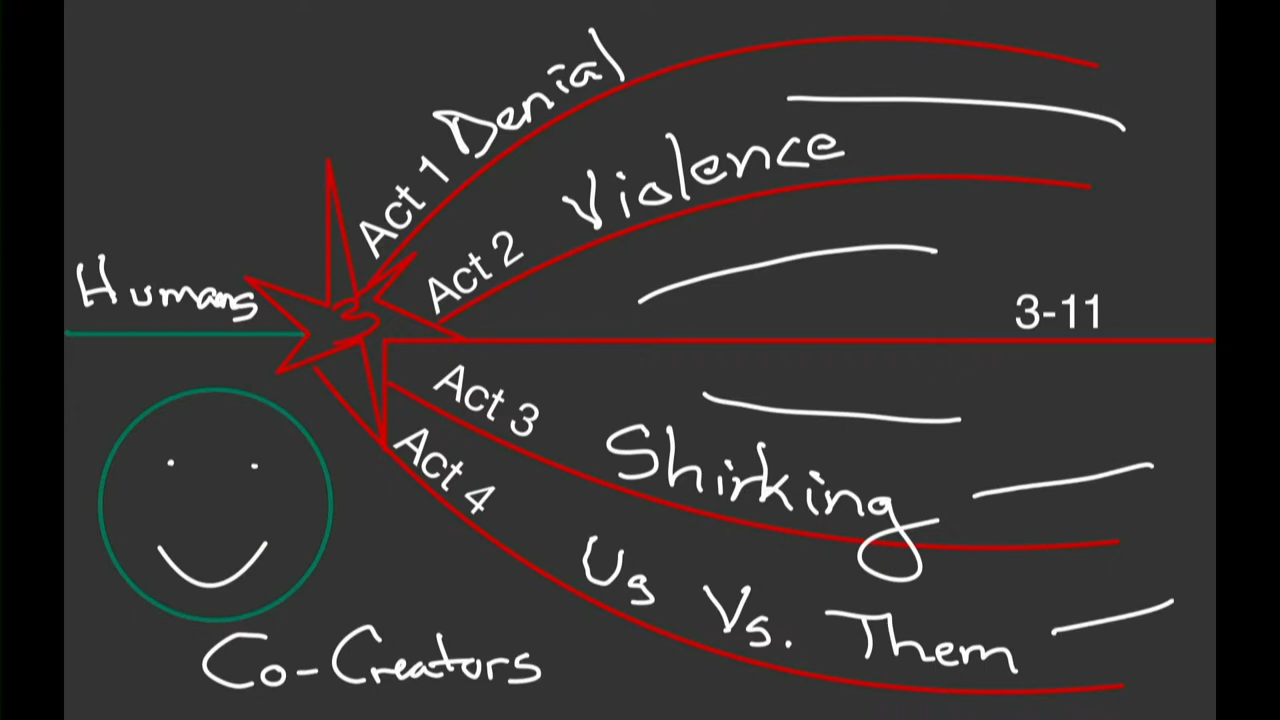 Act 1 Denial
Act 2 Violence
Humans
3-11
Act 3 Shirking
Act 4 Us Vs. Them
Co-Creators